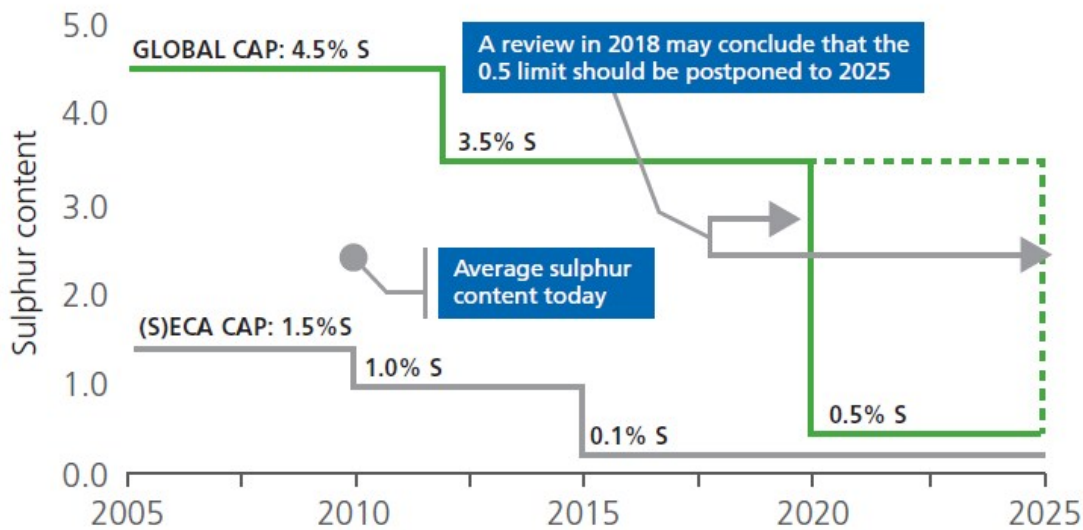 5.0
GLOBAL CAP: 4.5% S
A review in 2018 may conclude that the
0.5 limit should be postponed to 2025
4.0
3.5% S
3.0
Sulphur content
Average sulphur
content today
2.0
(S)ECA CAP: 1.5%S
1.0% S
1.0
0.5% S
0.1% S
0.0
2005 2010 2015 2020 2025